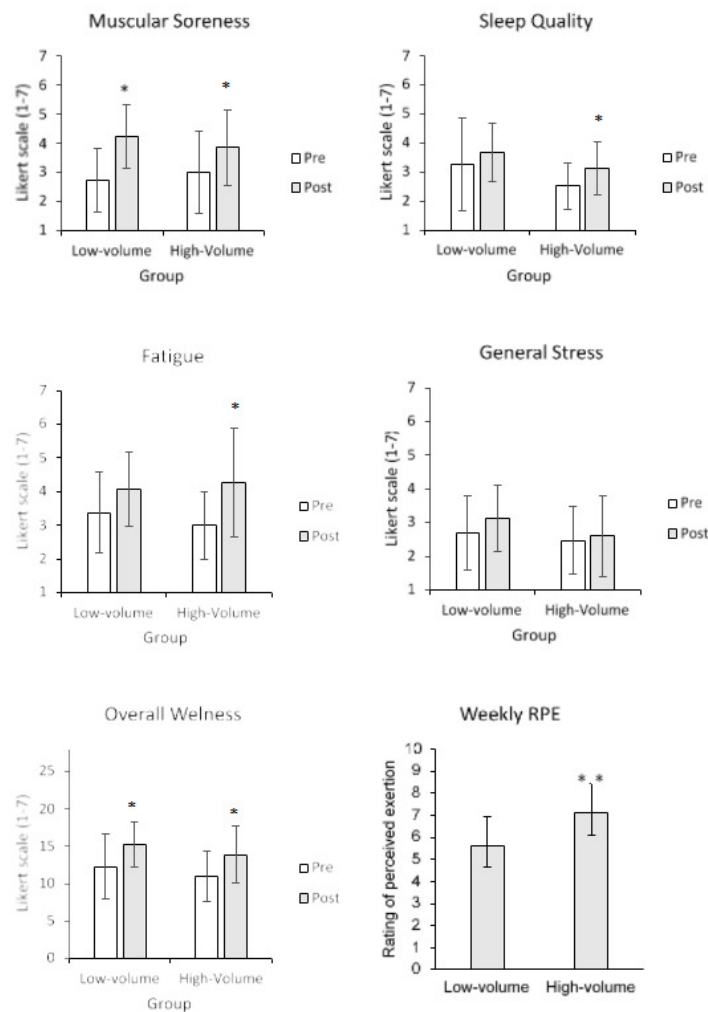 Muscular Soreness
Likert scale (1-7)
7
6
5
4
3
2
1
*
*
Low-volume High-Volume
Group
Pre
Post
Sleep Quality
Likert scale (1-7)
7
6
5
4
3
2
1
*
Low-volume High-Volume
Group
Pre
Post
Fatigue
Likert scale (1-7)
7
6
5
4
3
2
1
*
Low-volume High-Volume
Group
Pre
Post
General Stress
Likert scale (1-7)
7
6
5
4
3
2
1
Low-volume High-Volume
Group
Pre
Post
Overall Welness
Likert scale (1-7)
25
20
15
10
5
0
*
*
Low-volume High-Volume
Group
Pre
Post
Weekly RPE
Rating of perceived exertion
10
9
8
7
6
5
4
3
2
1
0
* *
Low-volume High-volume